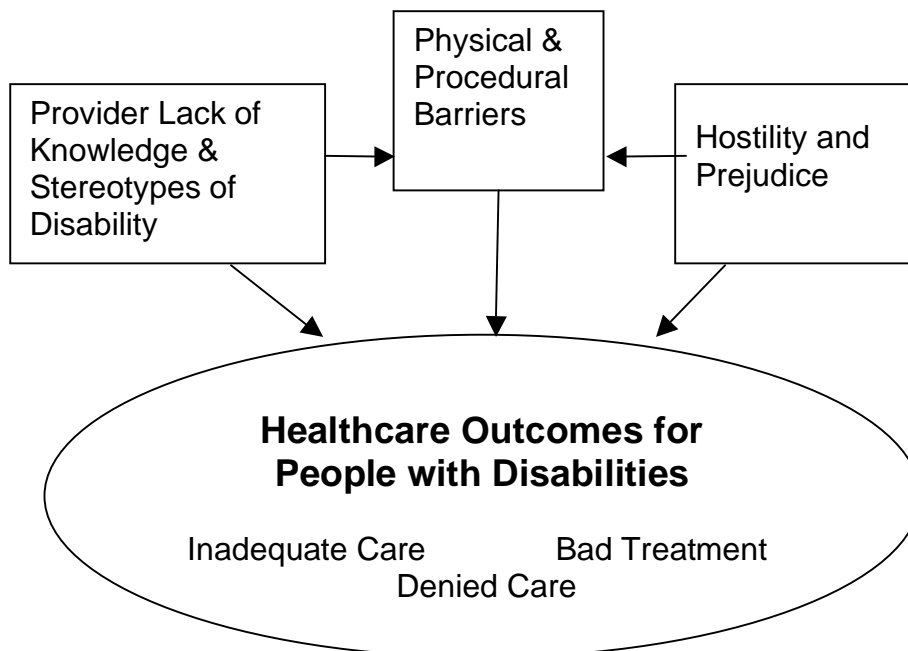 Physical &
Procedural
Barriers
Provider Lack of
Knowledge &
Stereotypes of
Disability
Hostility and
Prejudice
Healthcare Outcomes for
People with Disabilities
Inadequate Care Bad Treatment
Denied Care